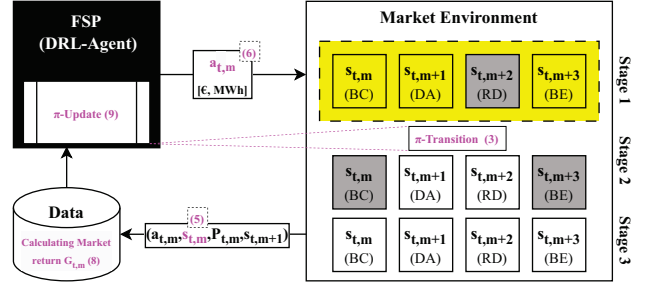 FSP
(DRL-Agent)
π-Update (9)
(6)
a_{t,m}
[€, MWh]
Market Environment
s_{t,m}
(BC)
s_{t,m+1}
(DA)
s_{t,m+2}
(RD)
s_{t,m+3}
(BE)
Stage 1
π-Transition (3)
s_{t,m}
(BC)
s_{t,m+1}
(DA)
s_{t,m+2}
(RD)
s_{t,m+3}
(BE)
Stage 2
s_{t,m}
(BC)
s_{t,m+1}
(DA)
s_{t,m+2}
(RD)
s_{t,m+3}
(BE)
Stage 3
Data
Calculating Market
return G_{t,m} (8)
(5)
(a_{t,m},s_{t,m},P_{t,m},s_{t,m+1})